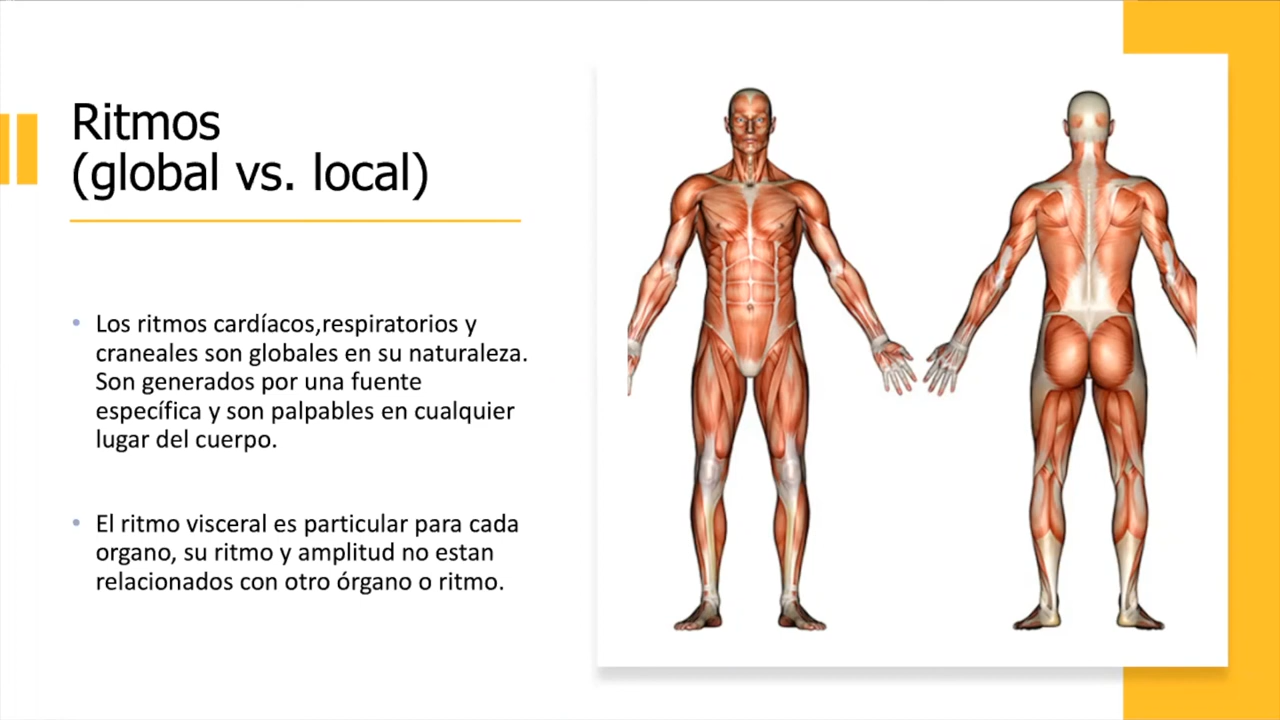 Ritmos
(global vs. local)
• Los ritmos cardíacos,respiratorios y
craneales son globales en su naturaleza.
Son generados por una fuente
específica y son palpables en cualquier
lugar del cuerpo.
• El ritmo visceral es particular para cada
organo, su ritmo y amplitud no estan
relacionados con otro órgano o ritmo.